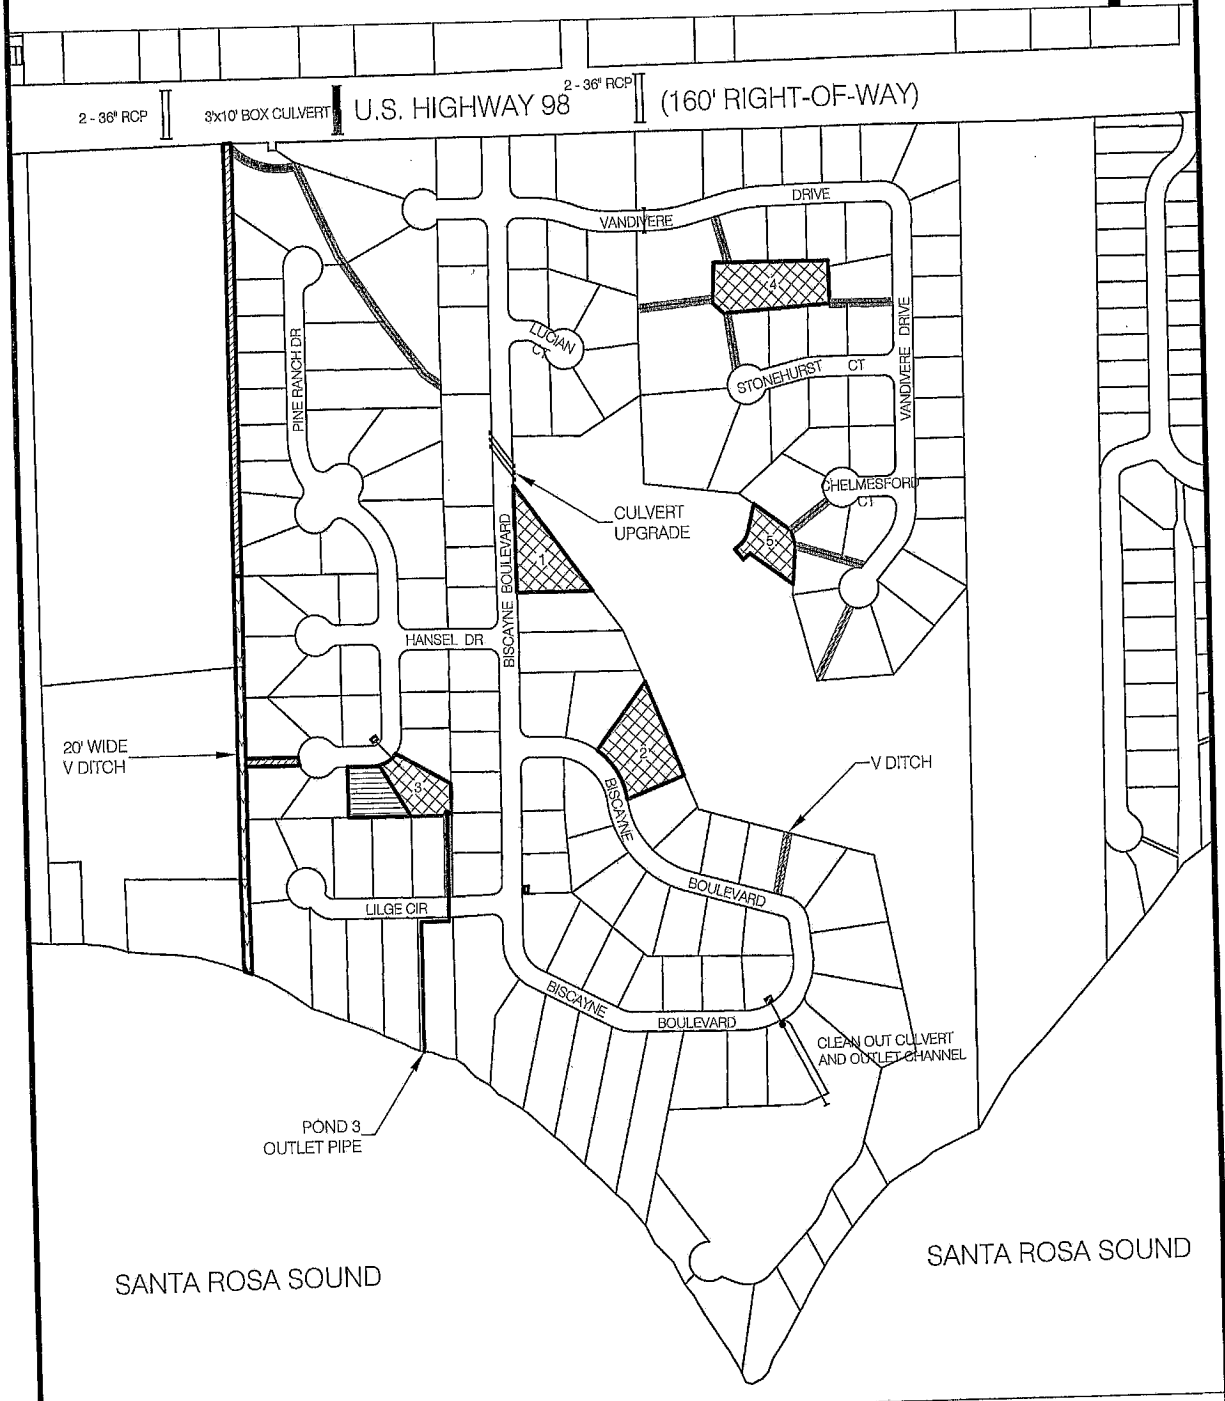 2 - 36" RCP
3'x10' BOX CULVERT
U.S. HIGHWAY 98
2 - 36" RCP
(160' RIGHT-OF-WAY)
VANDIVERE
DRIVE
4
LUCIAN
CT
PINE RANCH DR
STONEHURST CT
VANDIVERE DRIVE
CHELMESFORD
CT
CULVERT
UPGRADE
5
1
BISCAYNE BOULEVARD
HANSEL DR
20' WIDE
V DITCH
2
V DITCH
3
BISCAYNE
BOULEVARD
LILGE CIR
BISCAYNE
BOULEVARD
CLEAN OUT CULVERT
AND OUTLET CHANNEL
POND 3
OUTLET PIPE
SANTA ROSA SOUND
SANTA ROSA SOUND